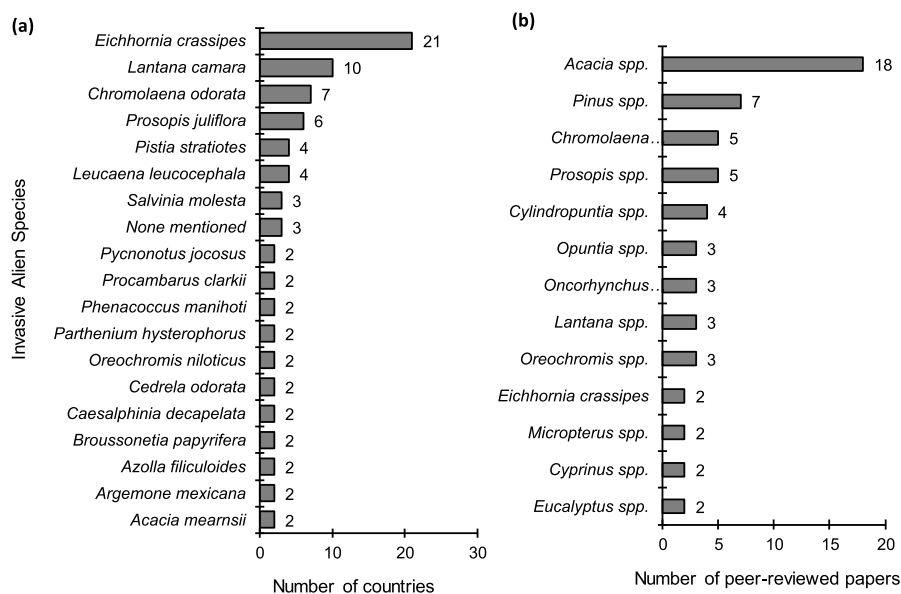 (a)
Invasive Alien Species
Eichhornia crassipes 21
Lantana camara 10
Chromolaena odorata 7
Prosopis juliflora 6
Pistia stratiotes 4
Leucaena leucocephala 4
Salvinia molesta 3
None mentioned 3
Pycnonotus jocosus 2
Procambarus clarkii 2
Phenacoccus manihoti 2
Parthenium hysterophorus 2
Oreochromis niloticus 2
Cedrela odorata 2
Caesalphinia decapelata 2
Broussonetia papyrifera 2
Azolla filiculoides 2
Argemone mexicana 2
Acacia mearnsii 2
0 10 20 30
Number of countries
(b)
Acacia spp. 18
Pinus spp. 7
Chromolaena.. 5
Prosopis spp. 5
Cylindropuntia spp. 4
Opuntia spp. 3
Oncorhynchus.. 3
Lantana spp. 3
Oreochromis spp. 3
Eichhornia crassipes 2
Micropterus spp. 2
Cyprinus spp. 2
Eucalyptus spp. 2
0 5 10 15 20
Number of peer-reviewed papers